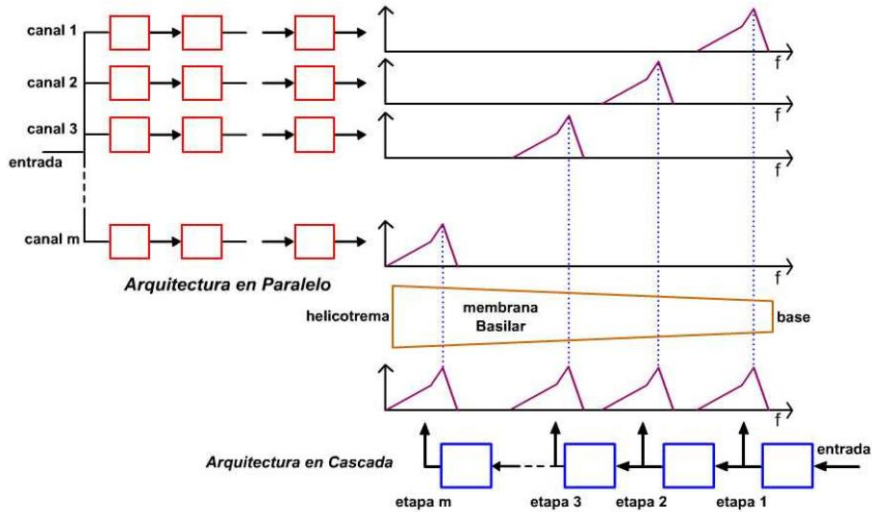 canal 1
f
canal 2
f
canal 3
f
entrada
canal m
f
Arquitectura en Paralelo
helicotrema
membrana
Basilar
base
f
Arquitectura en Cascada
entrada
etapa m
etapa 3
etapa 2
etapa 1